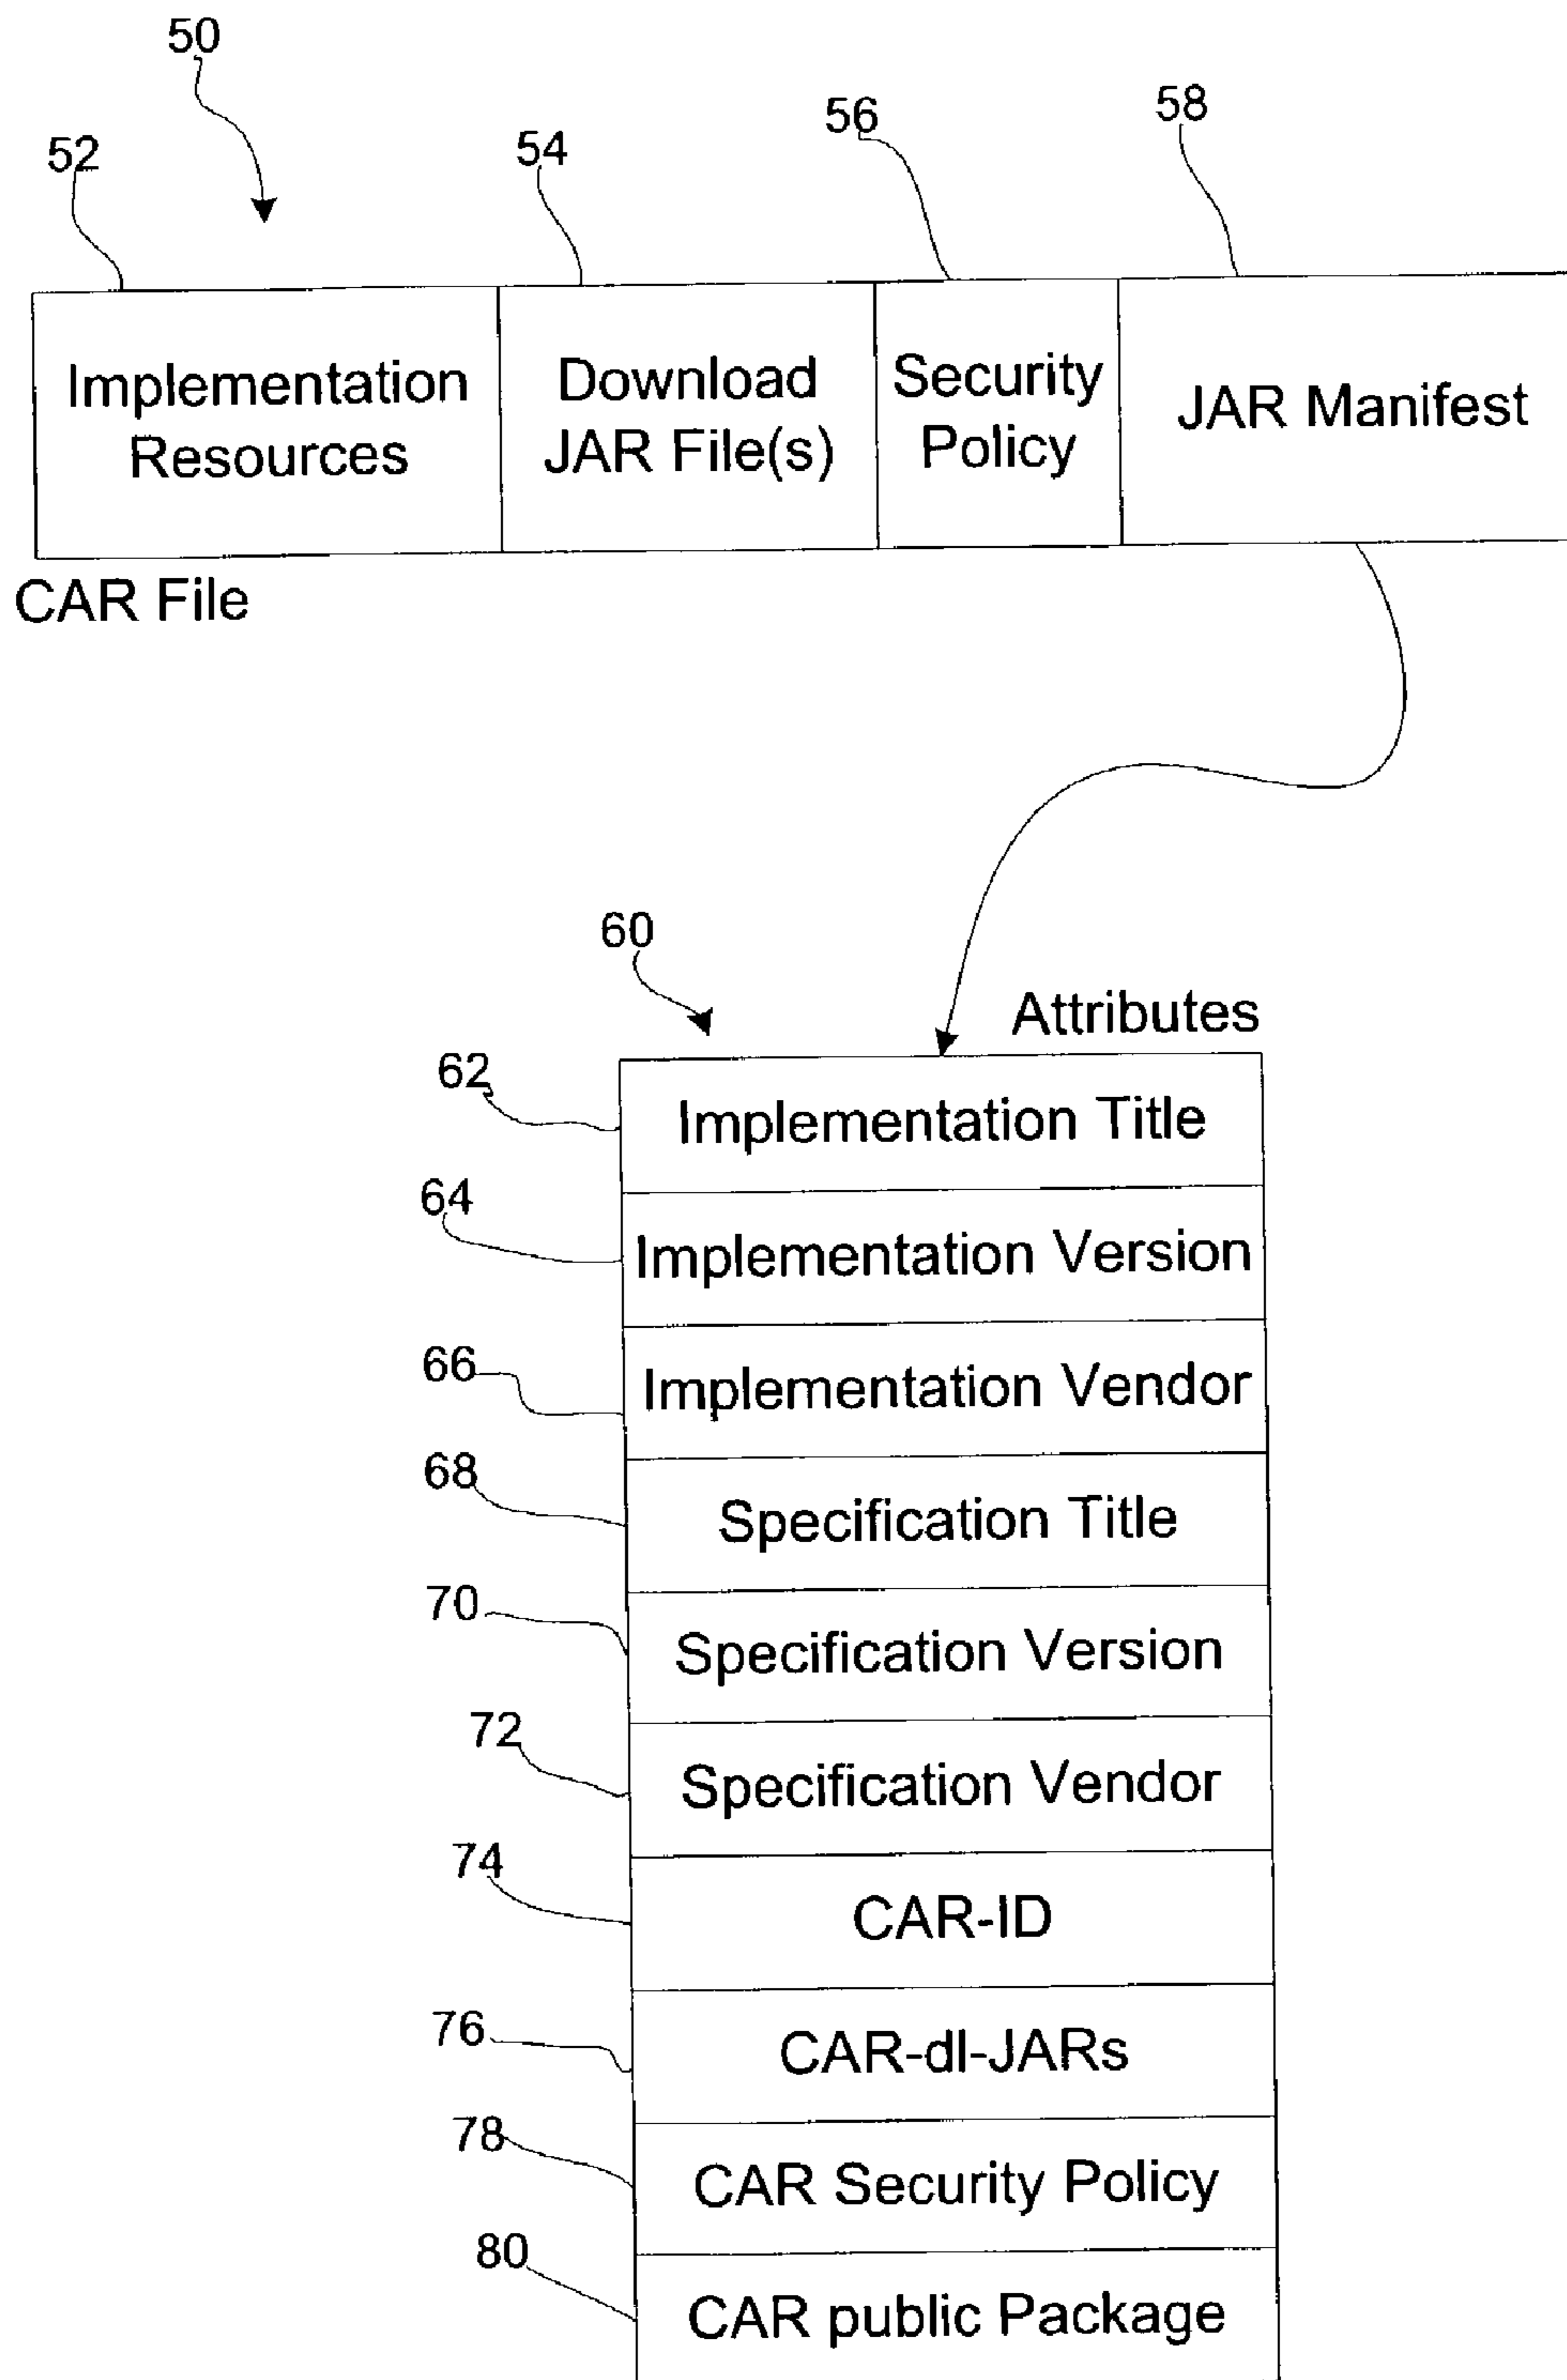 50
52
54
56
58
Implementation
Resources
Download
JAR File(s)
Security
Policy
JAR Manifest
CAR File
60
Attributes
62
Implementation Title
64
Implementation Version
66
Implementation Vendor
68
Specification Title
70
Specification Version
72
Specification Vendor
74
CAR-ID
76
CAR-dl-JARs
78
CAR Security Policy
80
CAR public Package